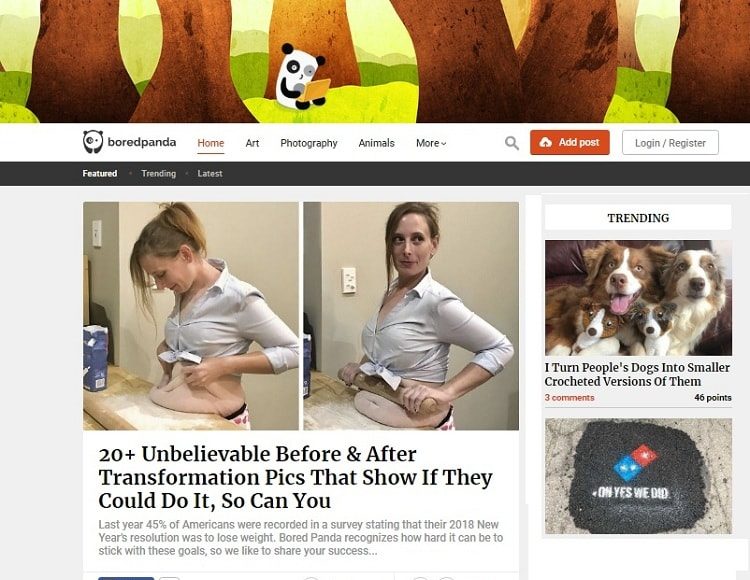 boredpanda
Home
Art
Photography
Animals
More
Add post
Login / Register
Featured
Trending
Latest
20+ Unbelievable Before & After
Transformation Pics That Show If They
Could Do It, So Can You
Last year 45% of Americans were recorded in a survey stating that their 2018 New
Year's resolution was to lose weight. Bored Panda recognizes how hard it can be to
stick with these goals, so we like to share your success...
TRENDING
I Turn People's Dogs Into Smaller
Crocheted Versions Of Them
3 comments
46 points
OH YES WE DID